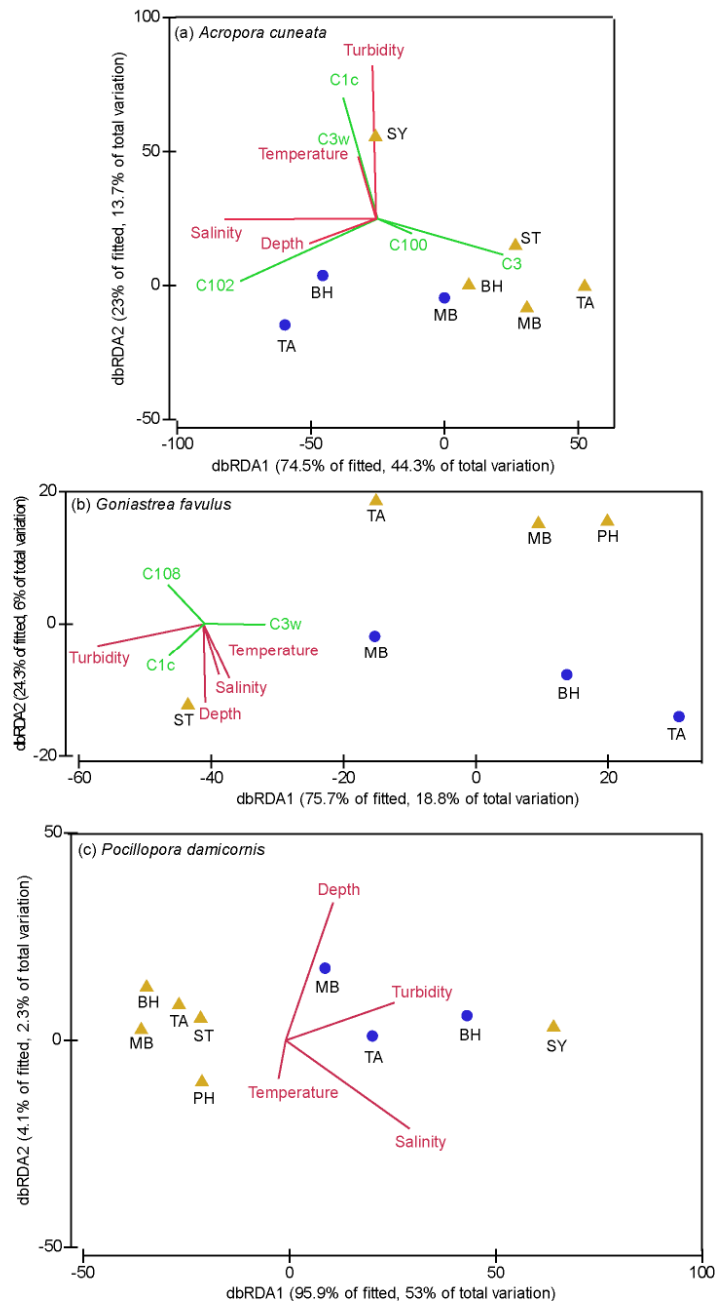 100
(a) Acropora cuneata
Turbidity
C1c
SY
C3w
50
Temperature
Salinity
Depth
C100
ST
C3
C102
BH
BH
0
MB
MB
TA
TA
-50
-100 -50 0 50
dbRDA1 (74.5% of fitted, 44.3% of total variation)
dbRDA2 (23% of fitted, 13.7% of total variation)
20
(b) Goniastrea favulus
TA
MB
PH
C108
0
C3w
Turbidity
Temperature
MB
C1c
Salinity
BH
Depth
ST
TA
-20
-60 -40 -20 0 20
dbRDA1 (75.7% of fitted, 18.8% of total variation)
dbRDA2 (24.3% of fitted, 6% of total variation)
50
(c) Pocillopora damicornis
Depth
MB
Turbidity
BH
TA
ST
MB
BH
SY
TA
0
PH
Temperature
Salinity
-50
-50 0 50 100
dbRDA1 (95.9% of fitted, 53% of total variation)
dbRDA2 (4.1% of fitted, 2.3% of total variation)